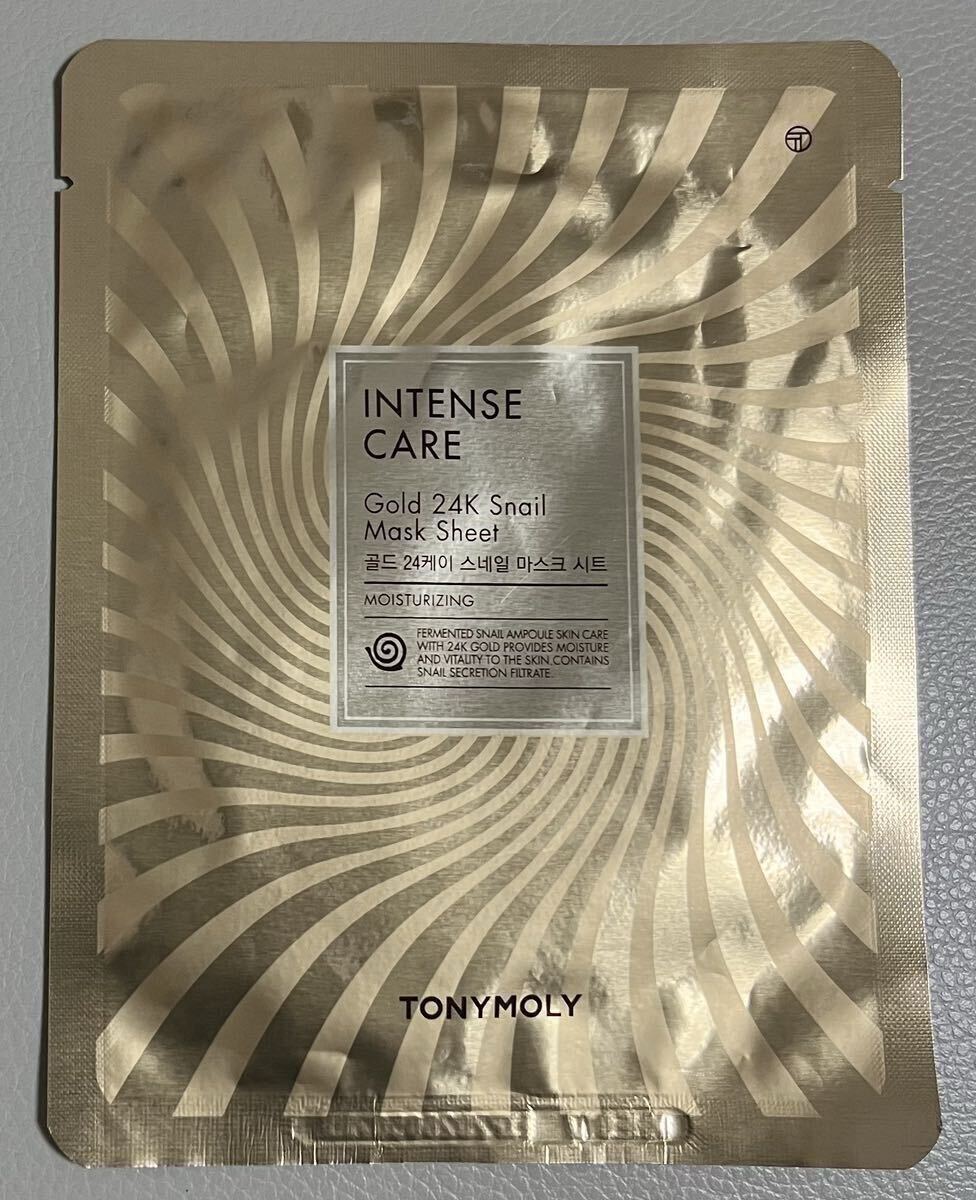 INTENSE
CARE
Gold 24K Snail
Mask Sheet
골드 24케이 스네일 마스크 시트
MOISTURIZING
FERMENTED SNAIL AMPOULE SKIN CARE
WITH 24K GOLD PROVIDES MOISTURE
AND VITALITY TO THE SKIN.CONTAINS
SNAIL SECRETION FILTRATE.
TONYMOLY